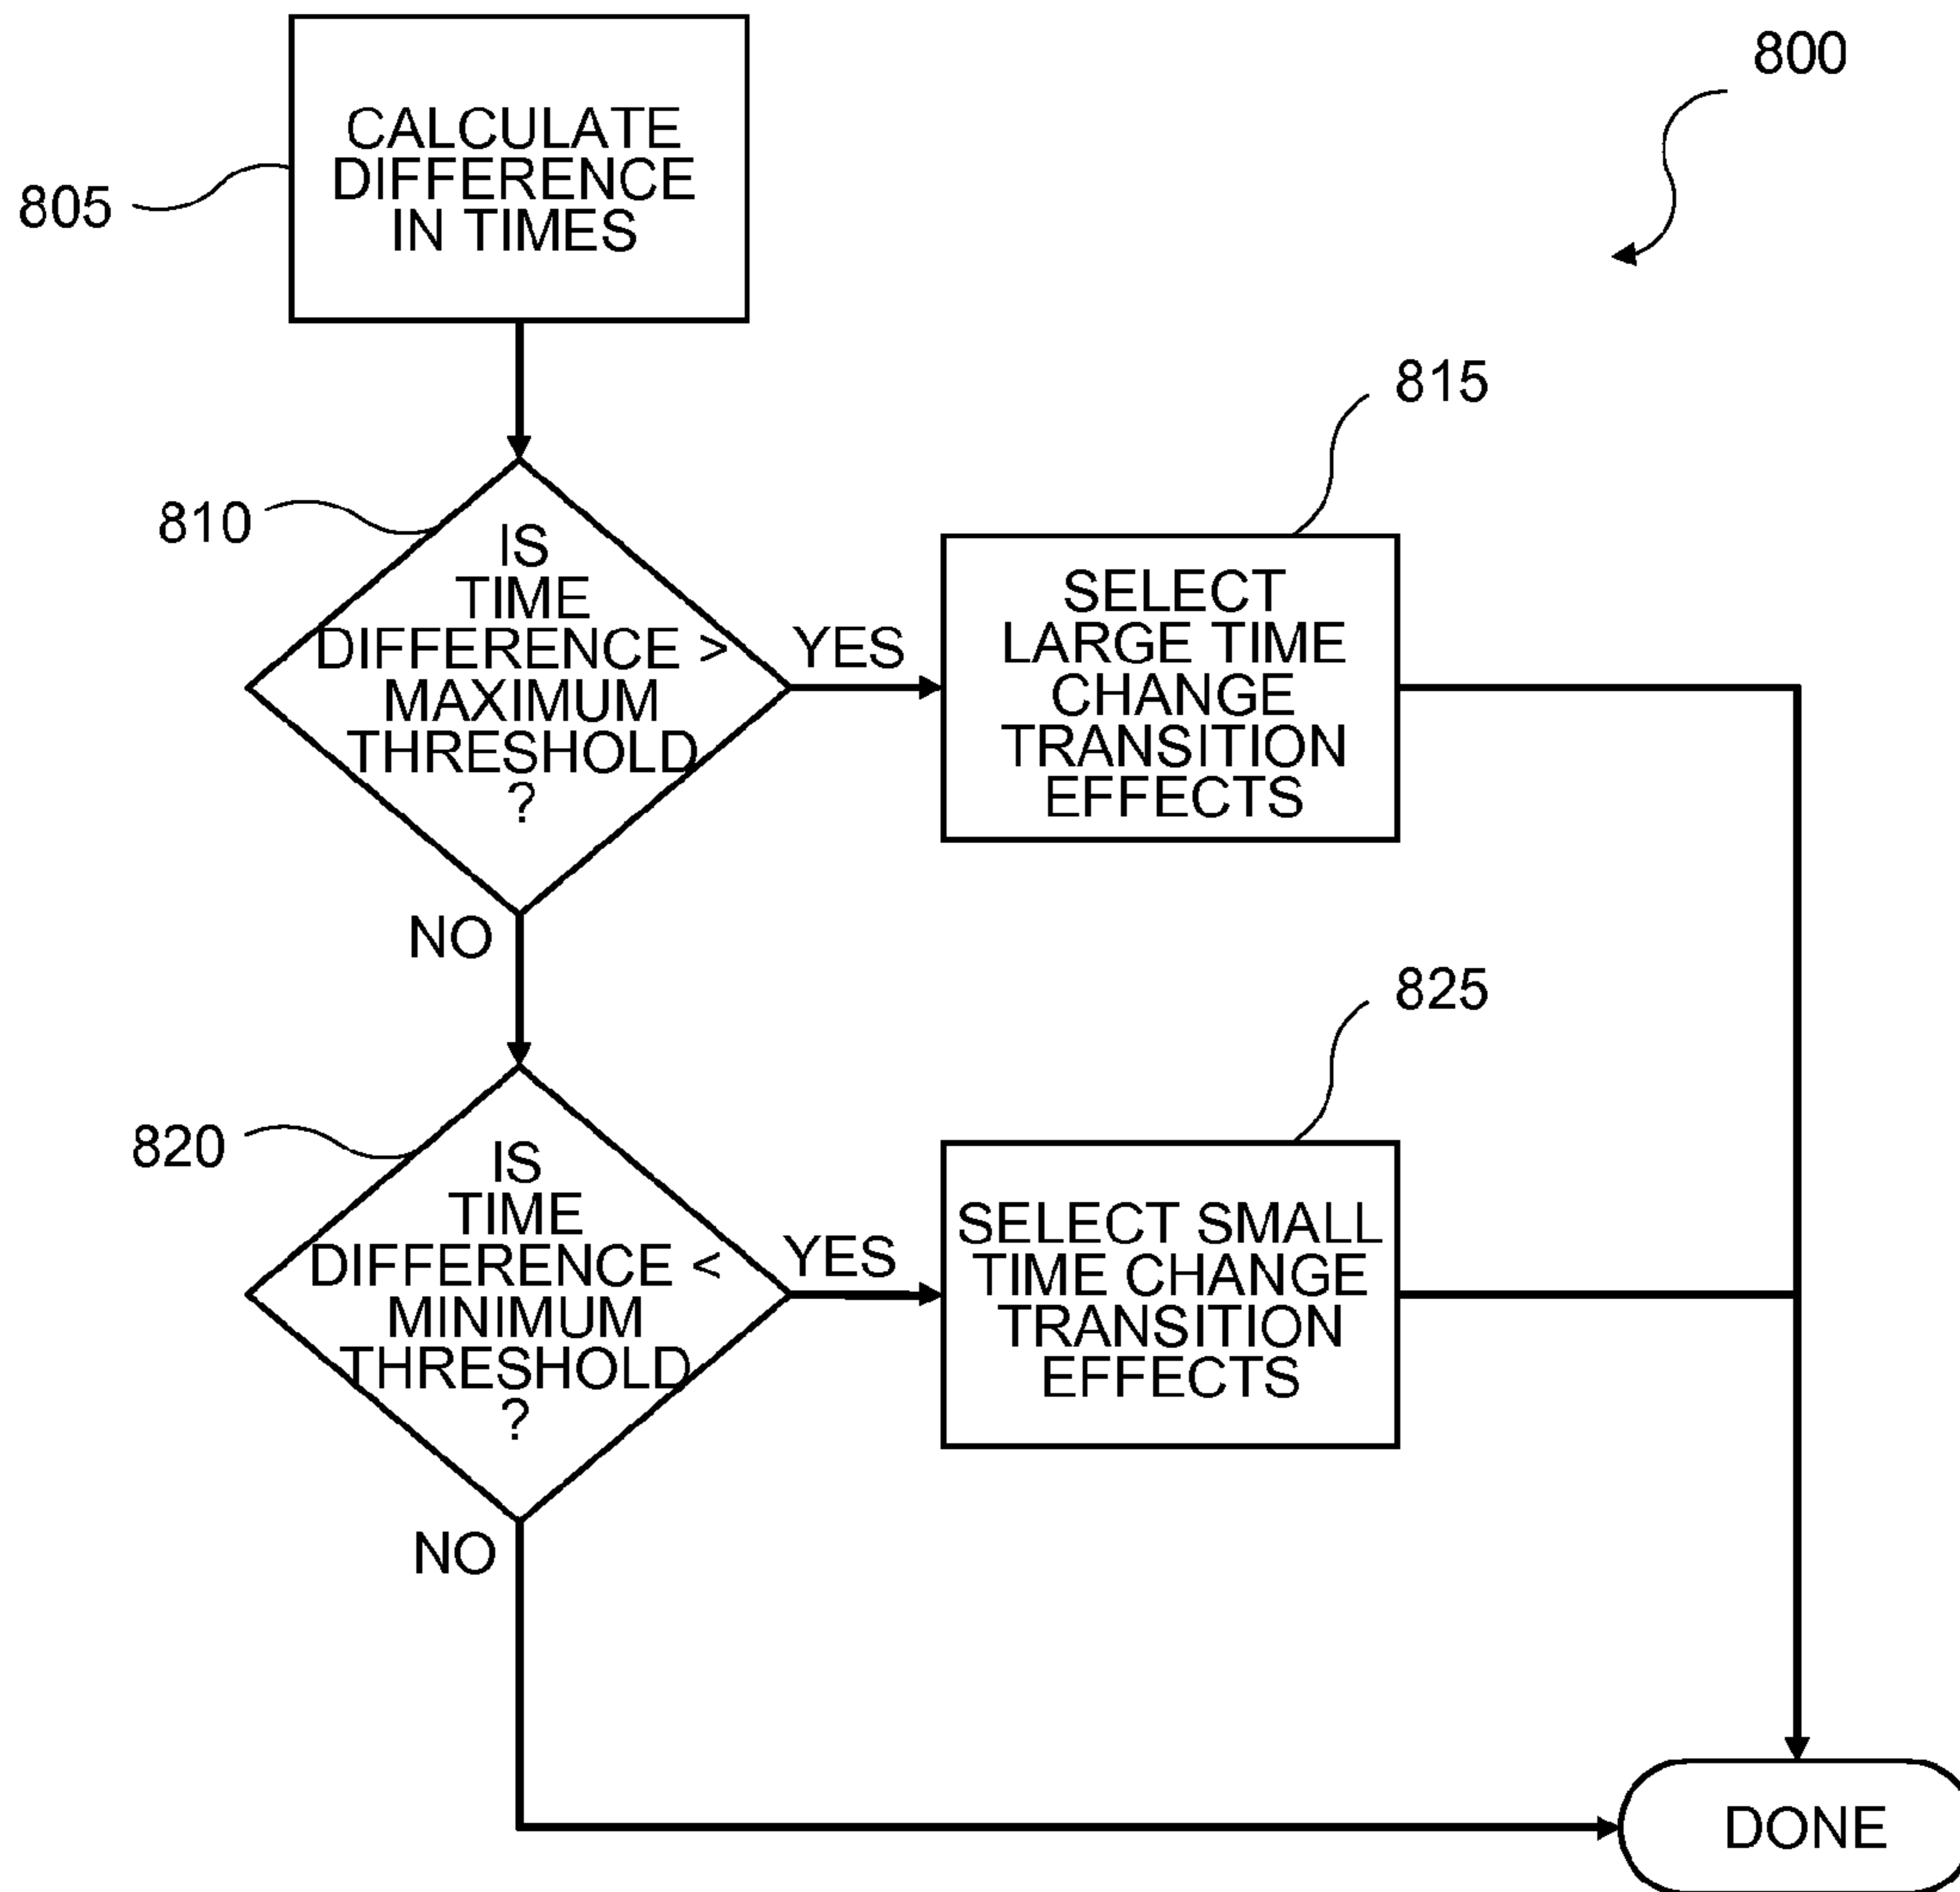 800
CALCULATE
DIFFERENCE
IN TIMES
805
815
810
IS
TIME
DIFFERENCE >
MAXIMUM
THRESHOLD
?
YES
SELECT
LARGE TIME
CHANGE
TRANSITION
EFFECTS
NO
825
820
IS
TIME
DIFFERENCE <
MINIMUM
THRESHOLD
?
YES
SELECT SMALL
TIME CHANGE
TRANSITION
EFFECTS
NO
DONE